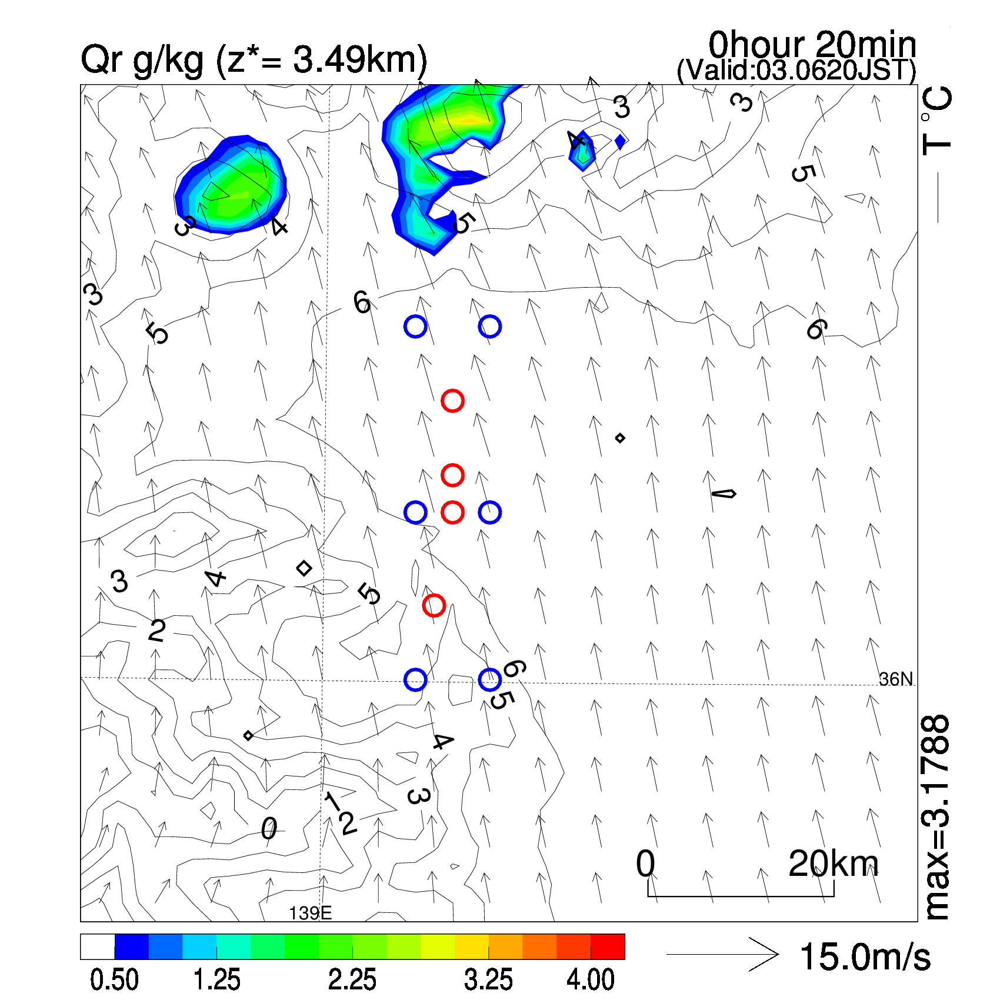 Qr g/kg (z*= 3.49km)
0hour 20min
(Valid:03.0620JST)
T °C
max=3.1788
3
3
4
5
3
4
5
6
3
5
6
3
4
5
2
6
5
4
3
1
2
0
36N
139E
0 20km
0.50 1.25 2.25 3.25 4.00
15.0m/s